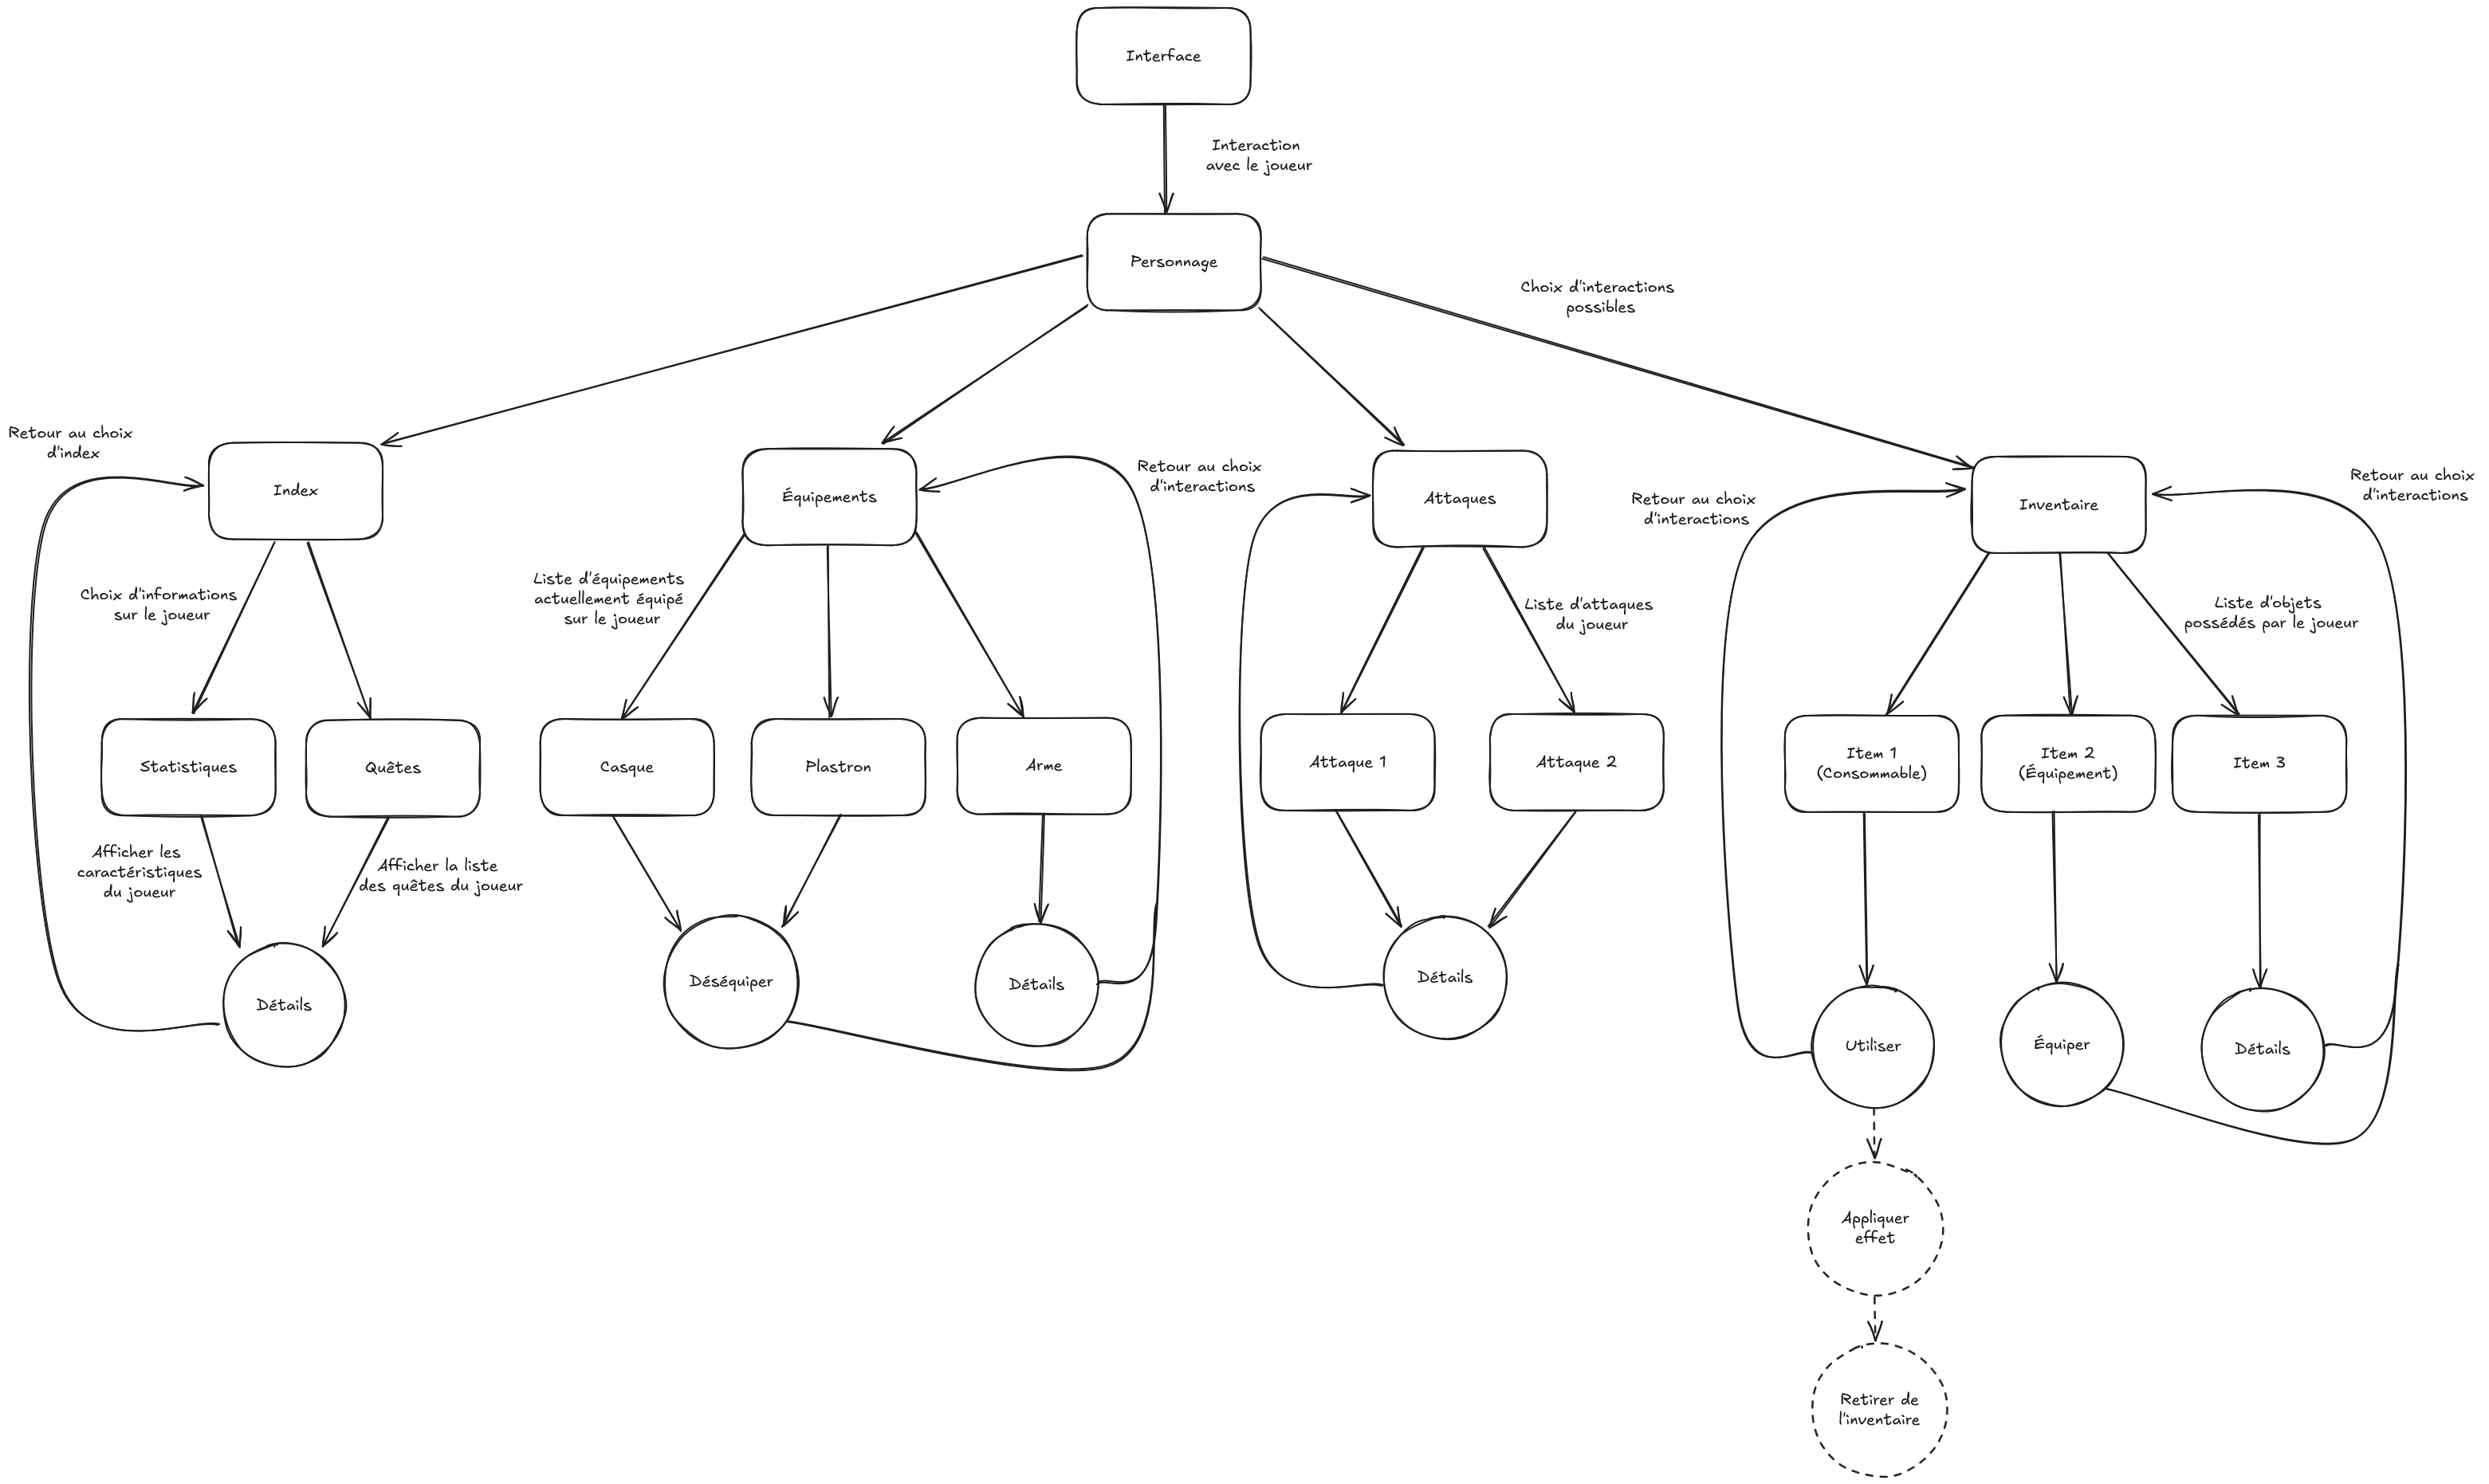 Interface
Interaction
avec le joueur
Personnage
Choix d'interactions
possibles
Retour au choix
d'index
Index
Équipements
Retour au choix
d'interactions
Attaques
Retour au choix
d'interactions
Inventaire
Retour au choix
d'interactions
Choix d'informations
sur le joueur
Liste d'équipements
actuellement équipé
sur le joueur
Liste d'attaques
du joueur
Liste d'objets
possédés par le joueur
Statistiques
Quêtes
Casque
Plastron
Arme
Attaque 1
Attaque 2
Item 1
(Consommable)
Item 2
(Équipement)
Item 3
Afficher les
caractéristiques
du joueur
Afficher la liste
des quêtes du joueur
Détails
Déséquiper
Détails
Détails
Utiliser
Équiper
Détails
Appliquer
effet
Retirer de
l'inventaire